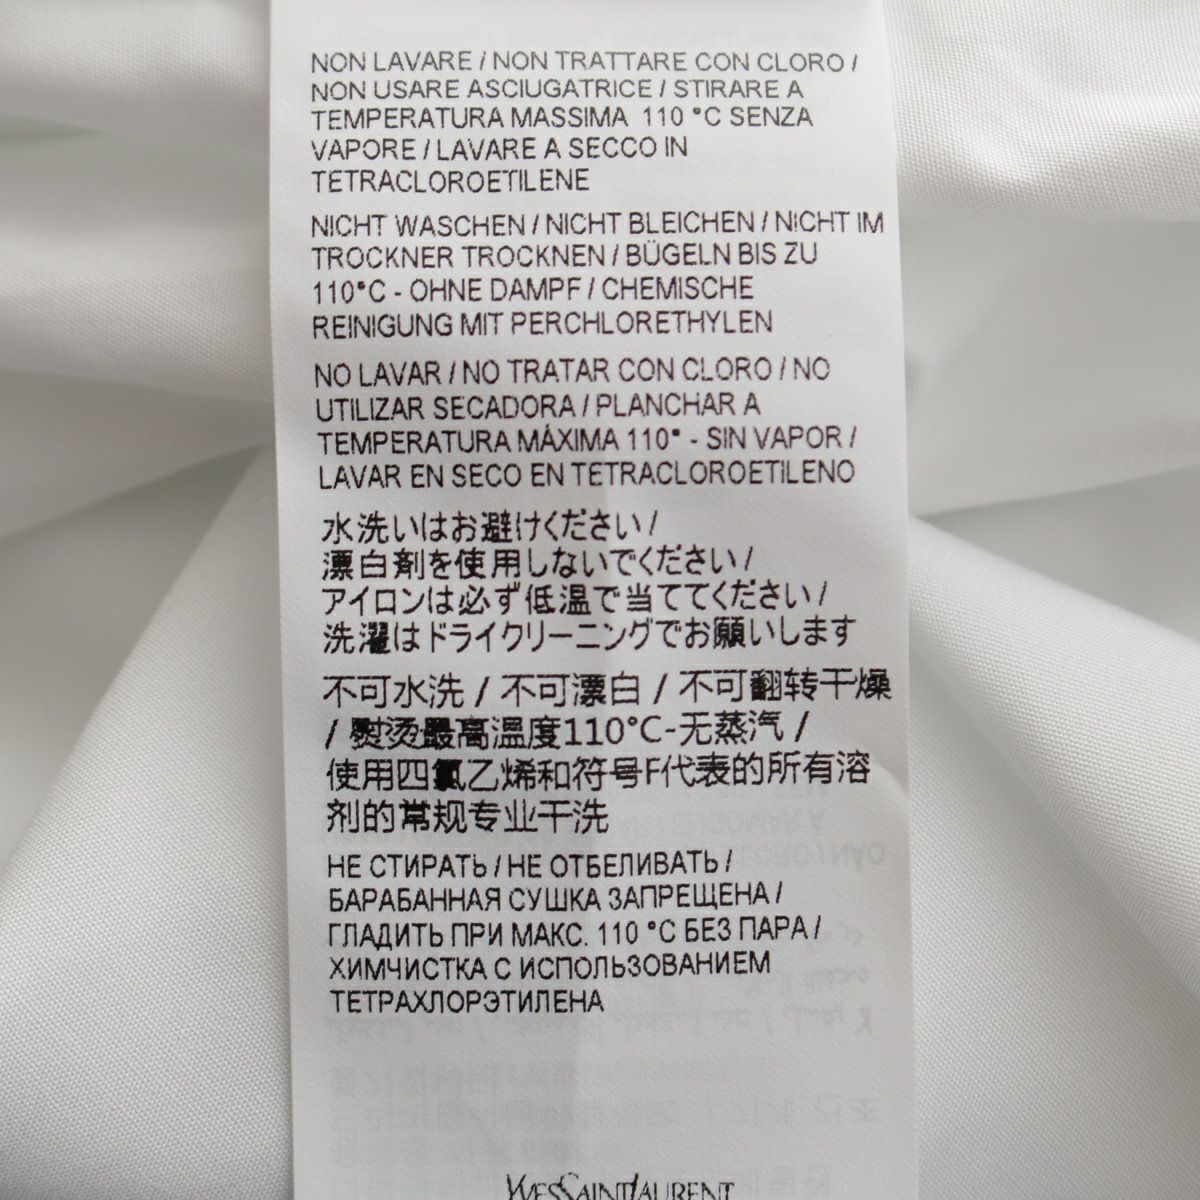 NON LAVARE / NON TRATTARE CON CLORO /
NON USARE ASCIUGATRICE / STIRARE A
TEMPERATURA MASSIMA 110 °C SENZA
VAPORE / LAVARE A SECCO IN
TETRACLOROETILENE
NICHT WASCHEN / NICHT BLEICHEN / NICHT IM
TROCKNER TROCKNEN / BÜGELN BIS ZU
110°C - OHNE DAMPF / CHEMISCHE
REINIGUNG MIT PERCHLORETHYLEN
NO LAVAR / NO TRATAR CON CLORO / NO
UTILIZAR SECADORA / PLANCHAR A
TEMPERATURA MÁXIMA 110° - SIN VAPOR /
LAVAR EN SECO EN TETRACLOROETILENO
水洗いはお避けください /
漂白剤を使用しないでください /
アイロンは必ず低温で当ててください /
洗濯はドライクリーニングでお願いします
不可水洗 / 不可漂白 / 不可翻转干燥
/ 熨烫最高温度110°C-无蒸汽 /
使用四氯乙烯和符号F代表的所有溶
剂的常规专业干洗
НЕ СТИРАТЬ / НЕ ОТБЕЛИВАТЬ /
БАРАБАННАЯ СУШКА ЗАПРЕЩЕНА /
ГЛАДИТЬ ПРИ МАКС. 110 °C БЕЗ ПАРА /
ХИМЧИСТКА С ИСПОЛЬЗОВАНИЕМ
ТЕТРАХЛОРЭТИЛЕНА
YVESSAINTLAURENT